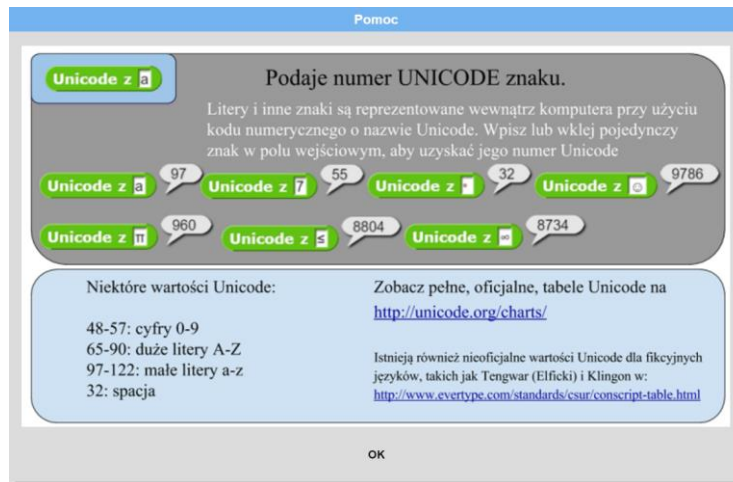 Pomoc
Unicode z a
Podaje numer UNICODE znaku.
Litery i inne znaki są reprezentowane wewnątrz komputera przy użyciu
kodu numerycznego o nazwie Unicode. Wpisz lub wklej pojedynczy
znak w polu wejściowym, aby uzyskać jego numer Unicode
Unicode z a 97 Unicode z 7 55 Unicode z 32 Unicode z ☺ 9786
Unicode z π 960 Unicode z ≤ 8804 Unicode z ∞ 8734
Niektóre wartości Unicode:
48-57: cyfry 0-9
65-90: duże litery A-Z
97-122: małe litery a-z
32: spacja
Zobacz pełne, oficjalne, tabele Unicode na
http://unicode.org/charts/
Istnieją również nieoficjalne wartości Unicode dla fikcyjnych
języków, takich jak Tengwar (Elficki) i Klingon w:
http://www.evertype.com/standards/csur/conscript-table.html
OK